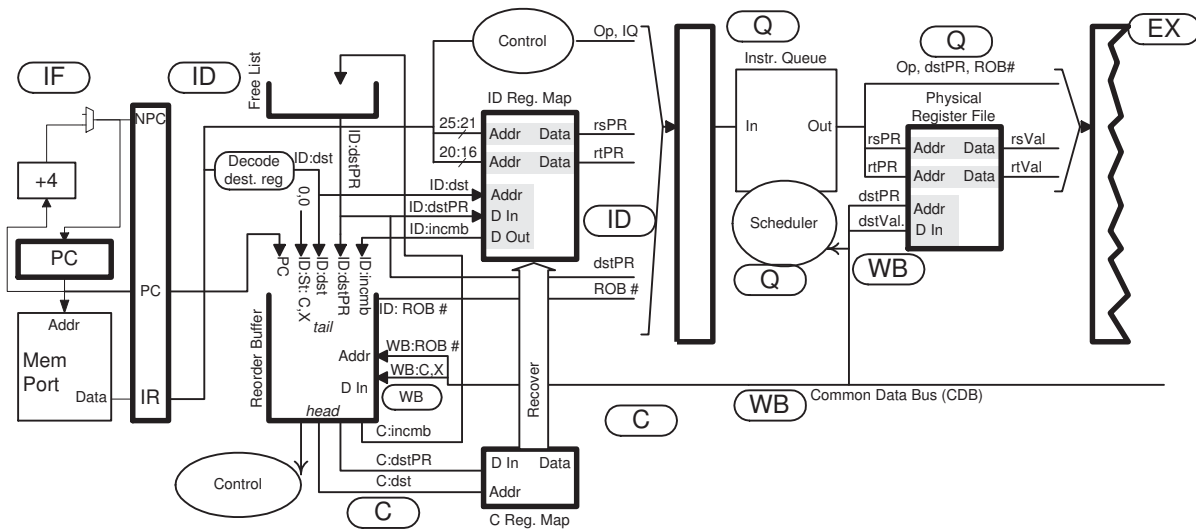 IF
ID
Free List
Control
Op, IQ
Q
Instr. Queue
Q
EX
Op, dstPR, ROB#
NPC
+4
PC
PC
Addr
Mem
Port
Data
IR
Decode
dest. reg
ID:dst
0,0
ID:dstPR
25:21
20:16
ID Reg. Map
Addr
Data
Addr
Data
Addr
D In
D Out
rsPR
rtPR
ID:dst
ID:dstPR
ID:incmb
ID
dstPR
ROB #
PC
ID:St: C,X
ID:dst
ID:dstPR
ID:incmb
tail
ID: ROB #
Reorder Buffer
Addr
WB:ROB #
D In
WB:C,X
WB
head
C:incmb
Control
C:dstPR
C:dst
C
Recover
D In
Data
Addr
C Reg. Map
C
In
Out
Scheduler
Q
Physical
Register File
rsPR
Addr
Data
rsVal
rtPR
Addr
Data
rtVal
dstPR
Addr
dstVal.
D In
WB
WB
Common Data Bus (CDB)